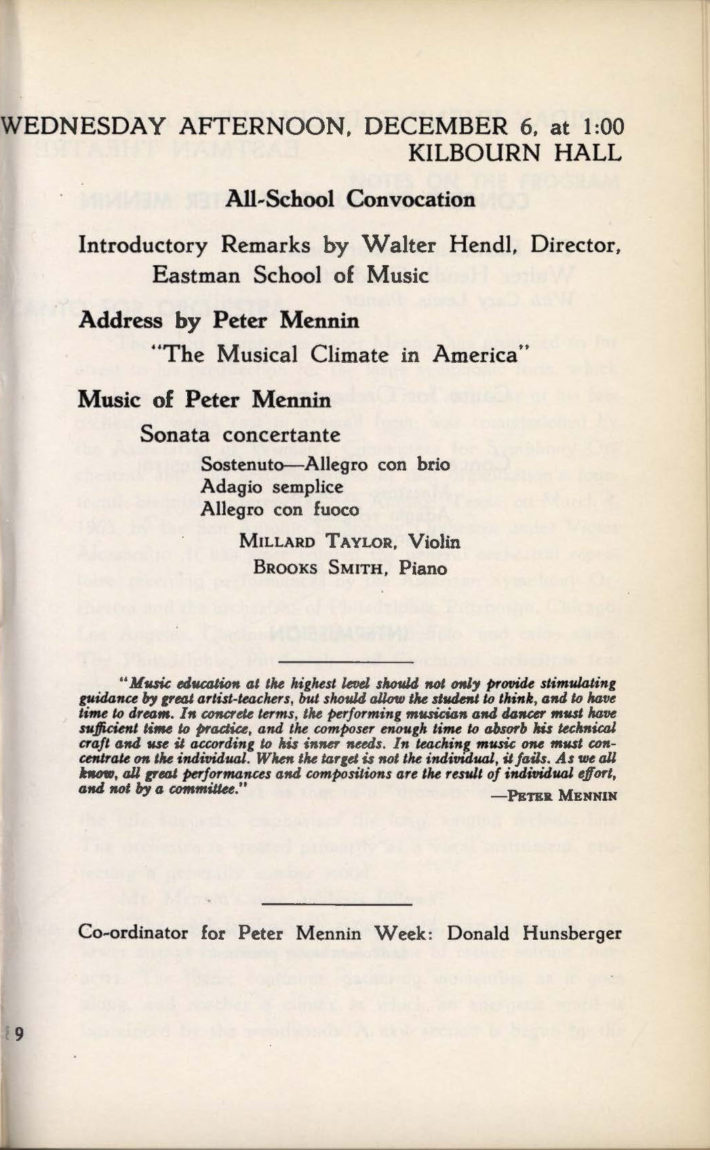 WEDNESDAY AFTERNOON, DECEMBER 6, at 1:00
KILBOURN HALL
All-School Convocation
Introductory Remarks by Walter Hendl, Director,
Eastman School of Music
Address by Peter Mennin
"The Musical Climate in America"
Music of Peter Mennin
Sonata concertante
Sostenuto—Allegro con brio
Adagio semplice
Allegro con fuoco
MILLARD TAYLOR, Violin
BROOKS SMITH, Piano
"Music education at the highest level should not only provide stimulating
guidance by great artist-teachers, but should allow the student to think, and to have
time to dream. In concrete terms, the performing musician and dancer must have
sufficient time to practice, and the composer enough time to absorb his technical
craft and use it according to his inner needs. In teaching music one must con-
centrate on the individual. When the target is not the individual, it fails. As we all
know, all great performances and compositions are the result of individual effort,
and not by a committee."
—PETER MENNIN
Co-ordinator for Peter Mennin Week: Donald Hunsberger
9